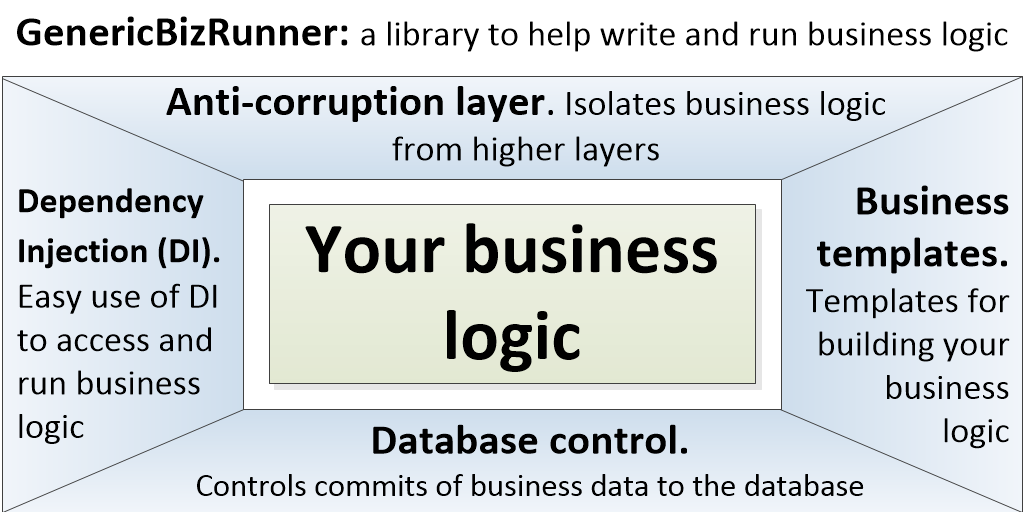 GenericBizRunner: a library to help write and run business logic
Anti-corruption layer. Isolates business logic
from higher layers
Dependency
Injection (DI).
Easy use of DI
to access and
run business
logic
Your business
logic
Business
templates.
Templates for
building your
business
logic
Database control.
Controls commits of business data to the database